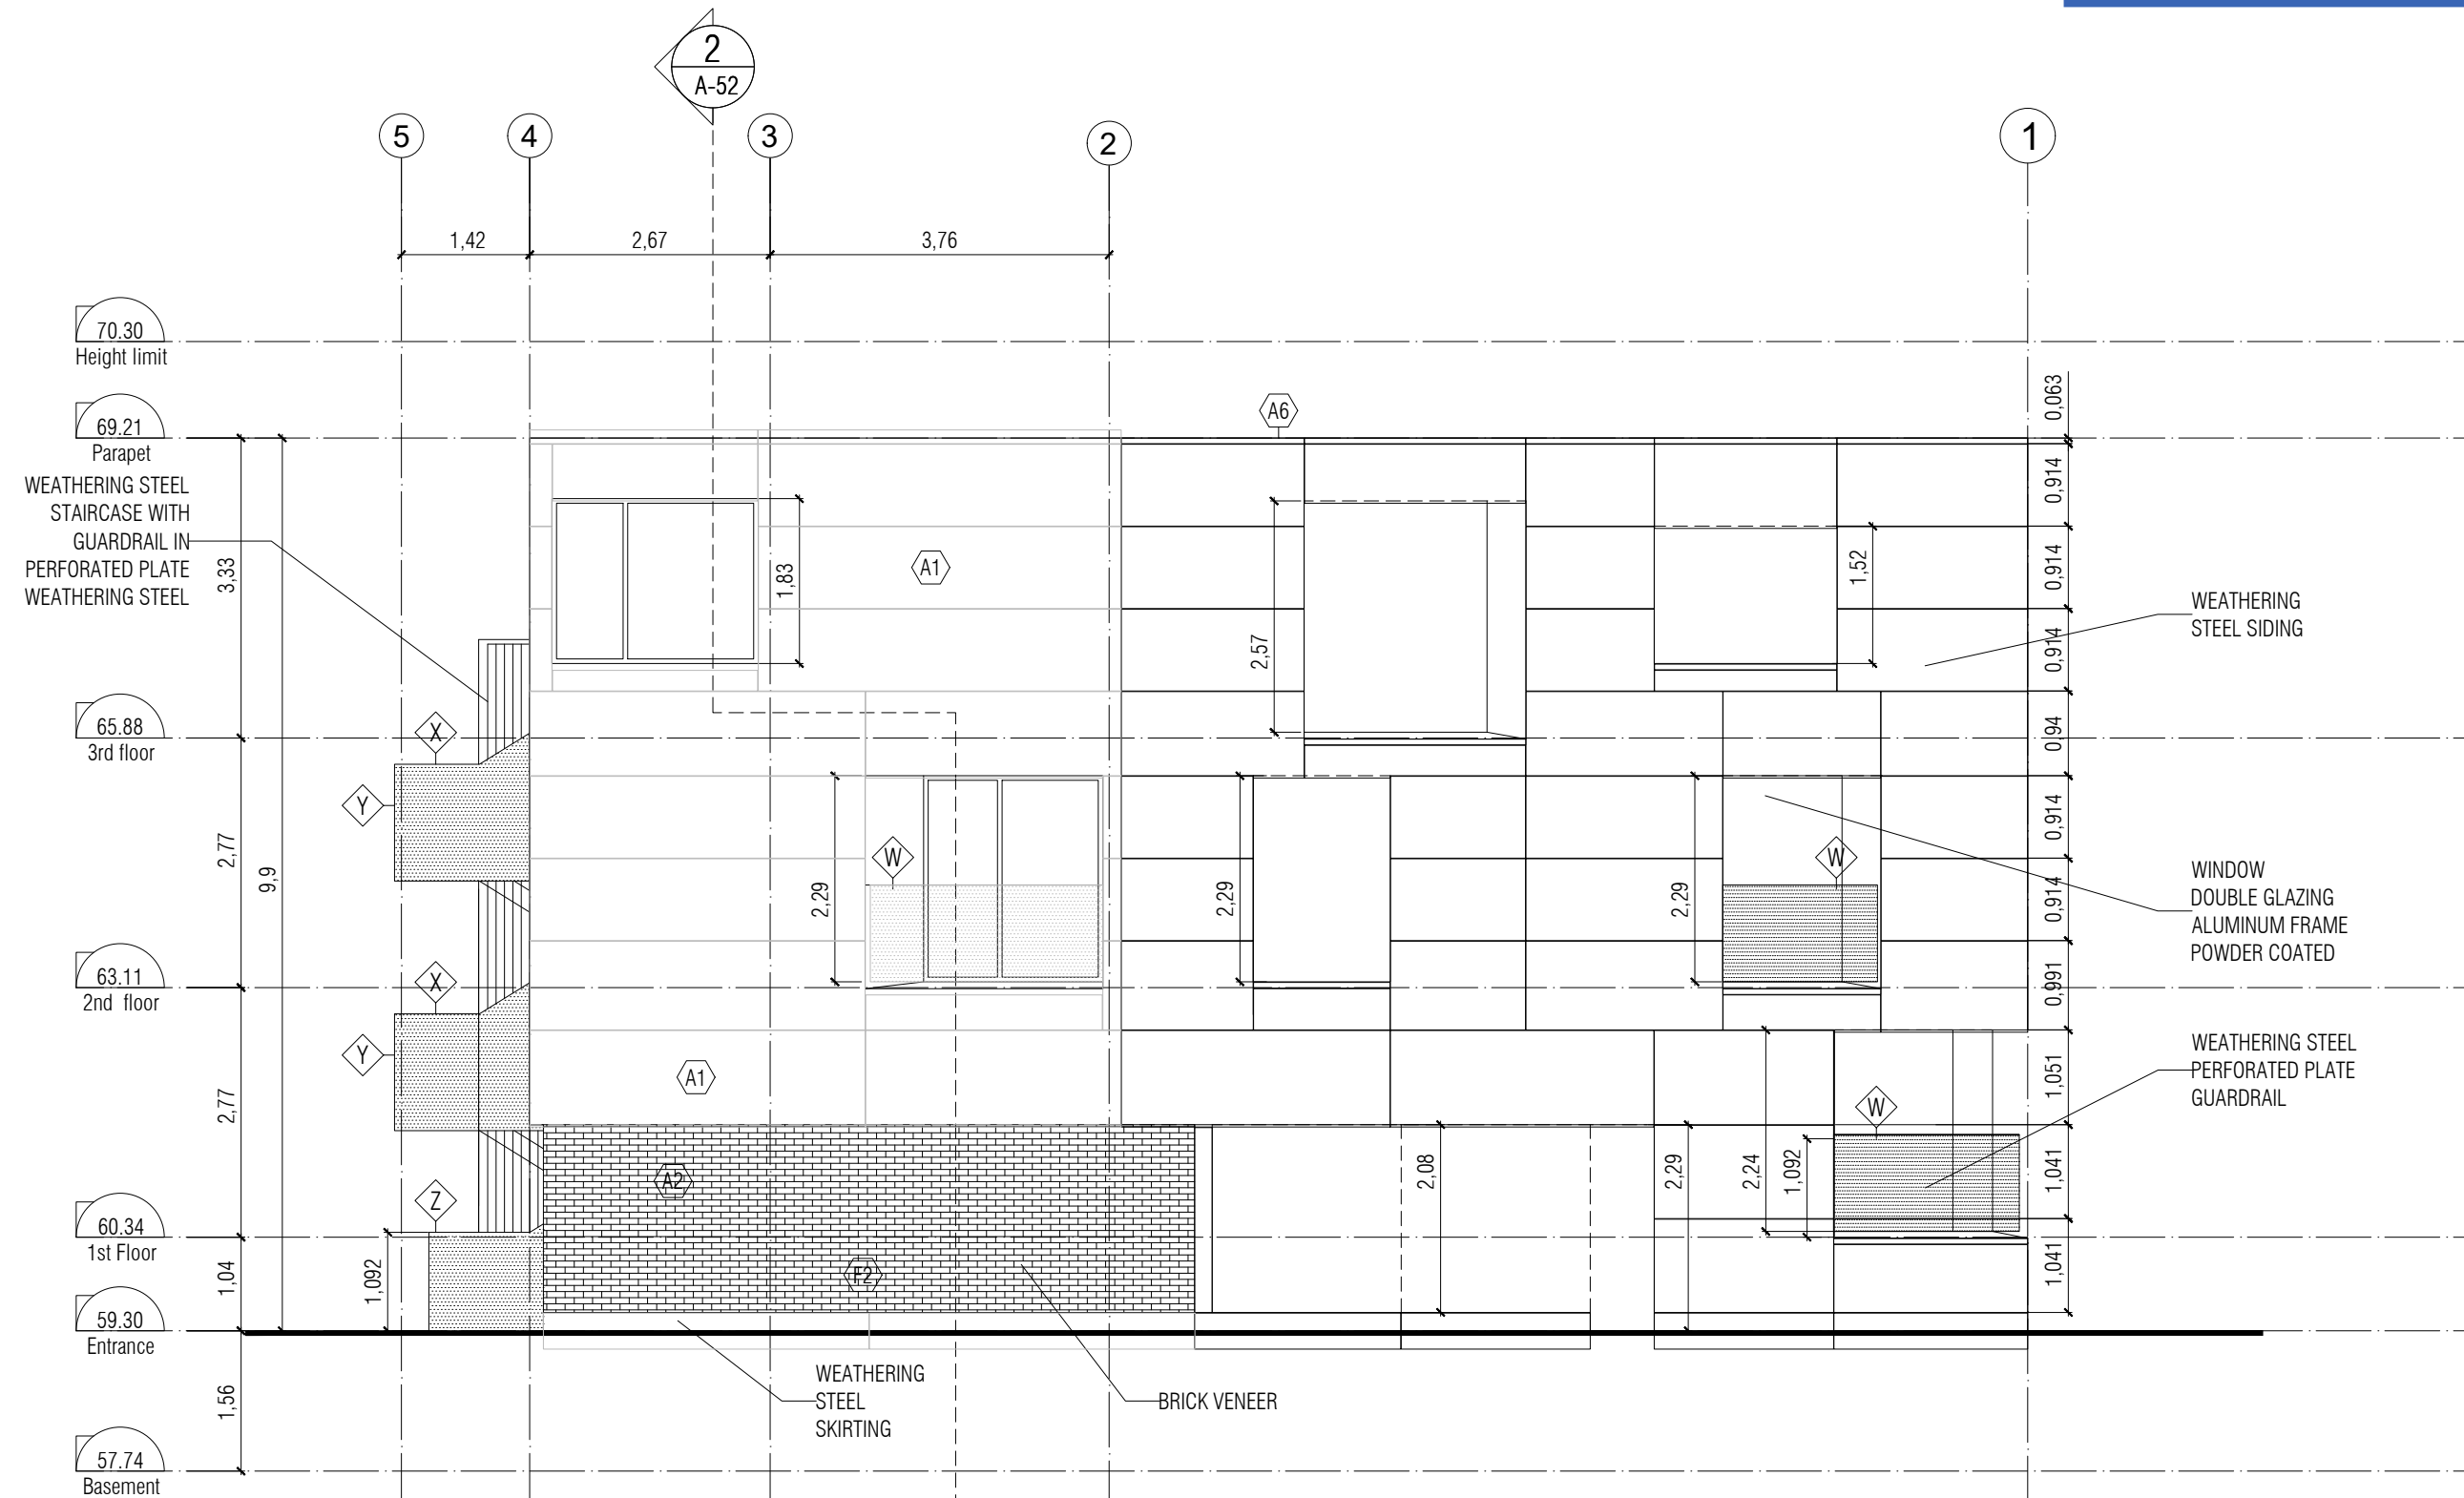 2
A-52
5
4
3
2
1
1,42
2,67
3,76
70.30
Height limit
69.21
Parapet
A6
0,063
WEATHERING STEEL
STAIRCASE WITH
GUARDRAIL IN
PERFORATED PLATE
WEATHERING STEEL
3,33
9,9
A1
1,83
2,57
1,52
0,914
0,914
0,914
WEATHERING
STEEL SIDING
65.88
3rd floor
X
Y
0,94
2,77
2,29
W
2,29
2,29
W
0,914
0,914
WINDOW
DOUBLE GLAZING
ALUMINUM FRAME
POWDER COATED
63.11
2nd floor
X
Y
0,991
2,77
A1
1,051
WEATHERING STEEL
PERFORATED PLATE
GUARDRAIL
W
A2
2,08
2,29
2,24
1,092
1,041
Z
60.34
1st Floor
1,04
1,092
F2
1,041
59.30
Entrance
1,56
WEATHERING
STEEL
SKIRTING
BRICK VENEER
57.74
Basement